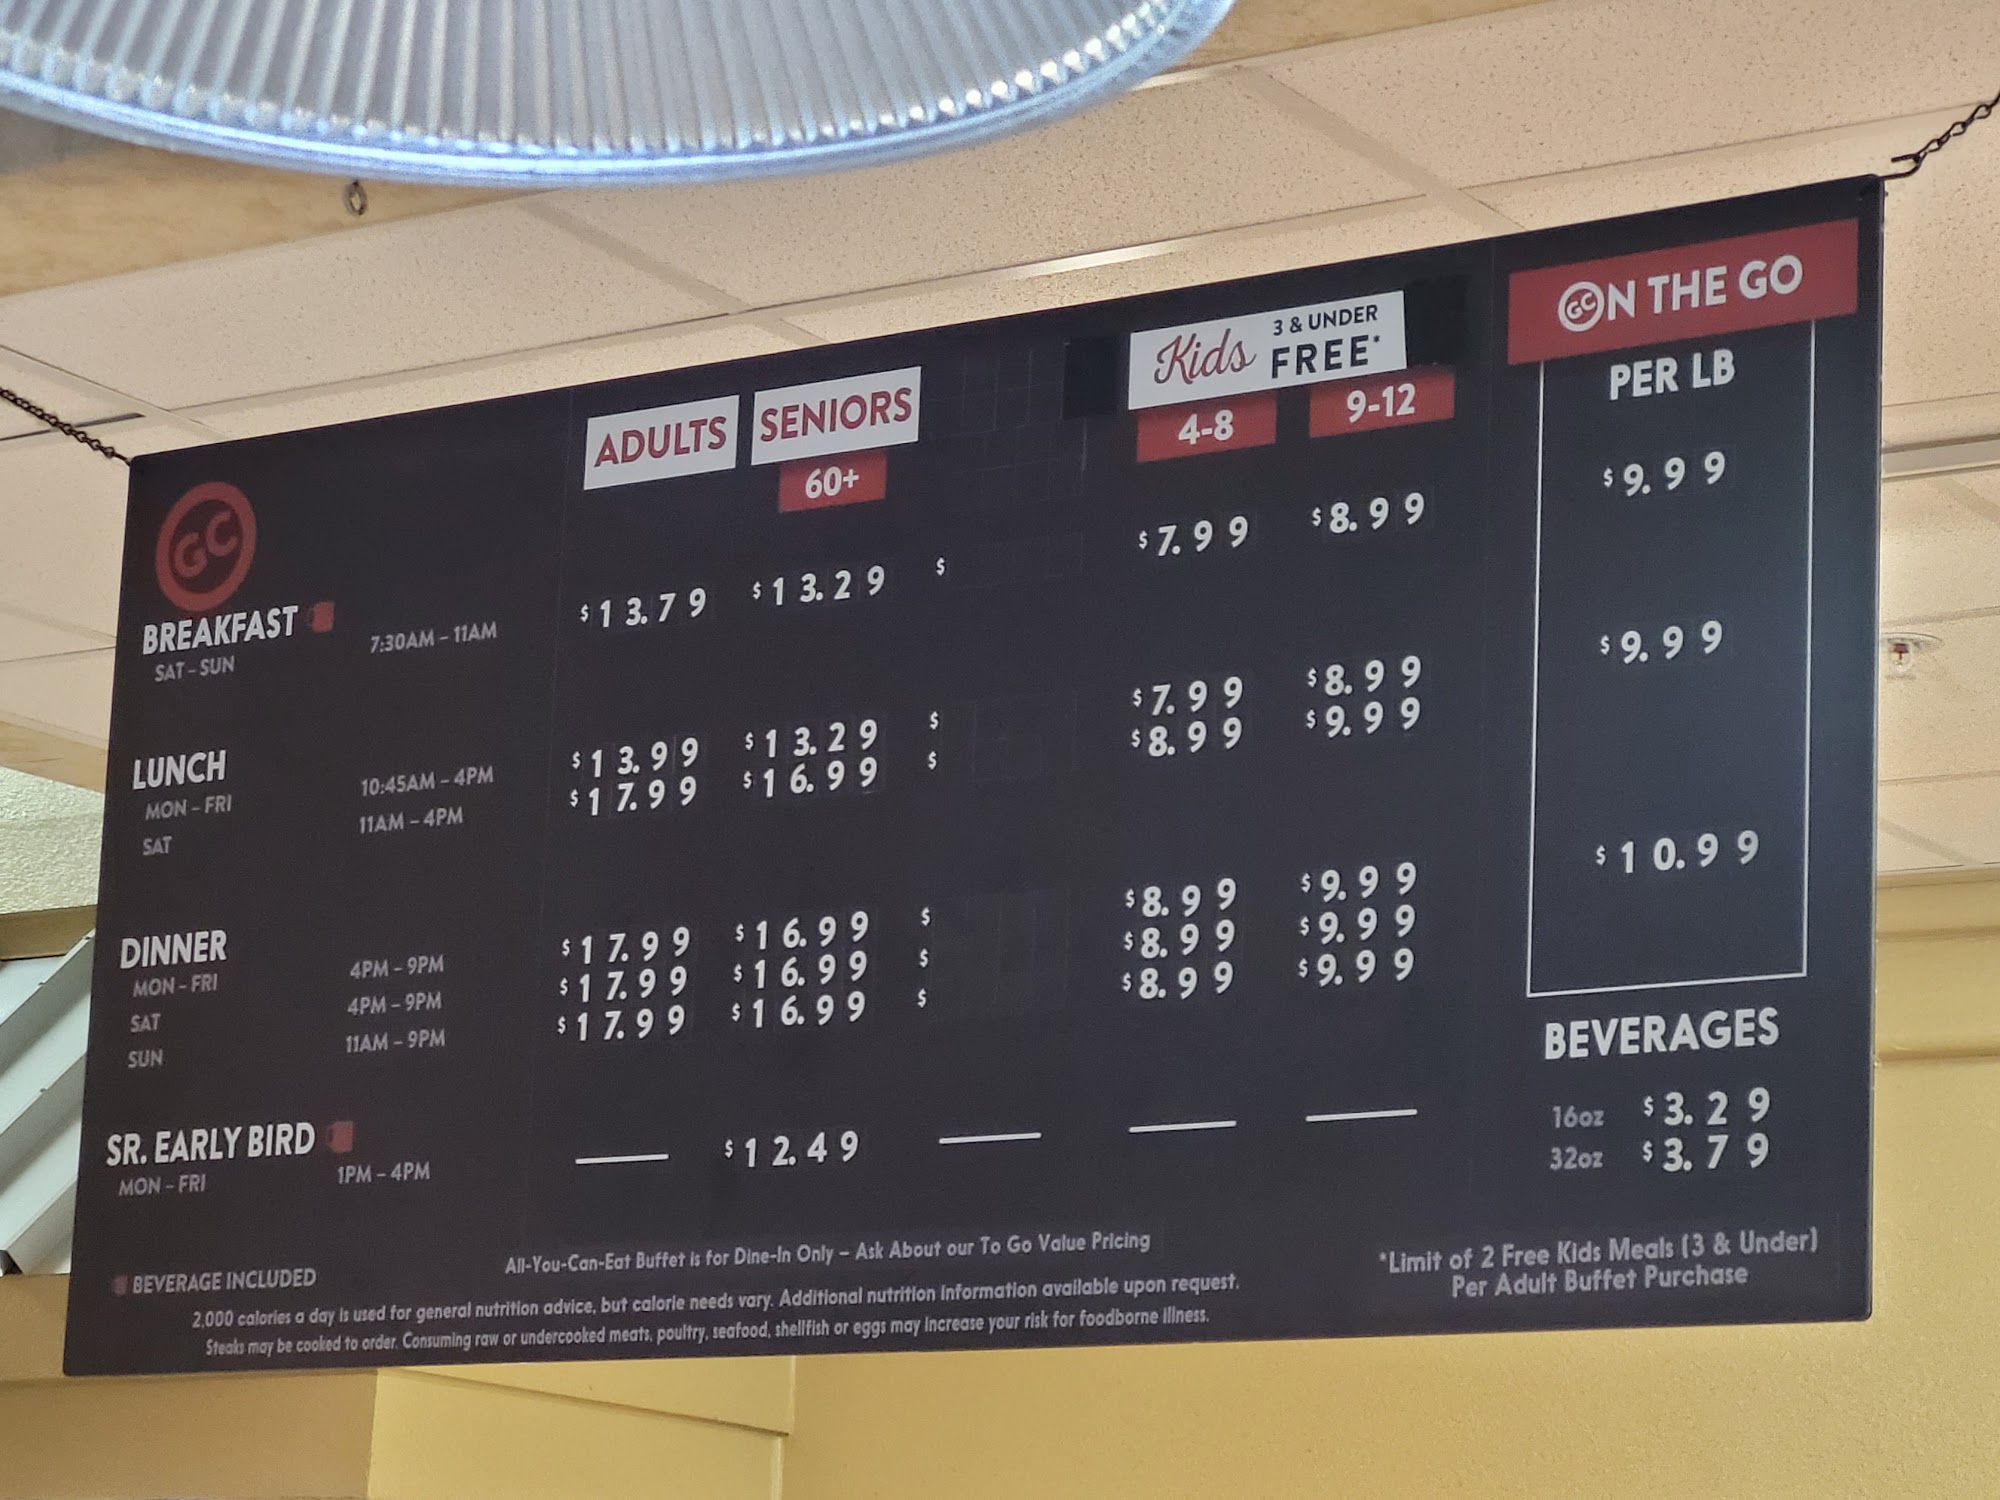 GC ON THE GO
Kids 3 & UNDER FREE*
ADULTS SENIORS 4-8 9-12 PER LB
60+
GC
BREAKFAST $13.79 $13.29 $ $7.99 $8.99 $9.99
SAT – SUN 7:30AM – 11AM
LUNCH $9.99
MON – FRI 10:45AM – 4PM $13.99 $13.29 $ $7.99 $8.99
SAT 11AM – 4PM $17.99 $16.99 $ $8.99 $9.99
DINNER $10.99
MON – FRI 4PM – 9PM $17.99 $16.99 $ $8.99 $9.99
SAT 4PM – 9PM $17.99 $16.99 $ $8.99 $9.99
SUN 11AM – 9PM $17.99 $16.99 $ $8.99 $9.99
SR. EARLY BIRD $12.49
MON – FRI 1PM – 4PM
BEVERAGES
16oz $3.29
32oz $3.79
BEVERAGE INCLUDED
All-You-Can-Eat Buffet is for Dine-In Only – Ask About our To Go Value Pricing
2,000 calories a day is used for general nutrition advice, but calorie needs vary. Additional nutrition information available upon request.
Steaks may be cooked to order. Consuming raw or undercooked meats, poultry, seafood, shellfish or eggs may increase your risk for foodborne illness.
*Limit of 2 Free Kids Meals (3 & Under)
Per Adult Buffet Purchase